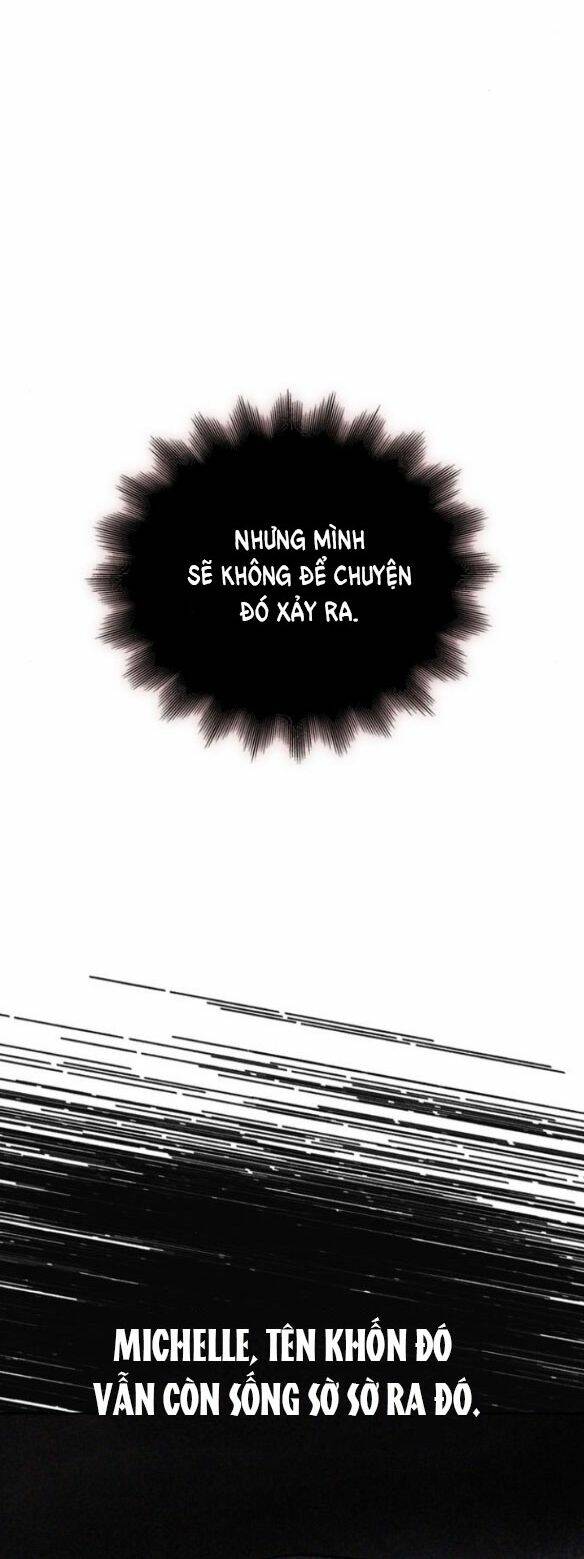 NHƯNG MÌNH
SẼ KHÔNG ĐỂ CHUYỆN
ĐÓ XẢY RA.
MICHELLE, TÊN KHỐN ĐÓ
VẪN CÒN SỐNG SỜ SỜ RA ĐÓ.